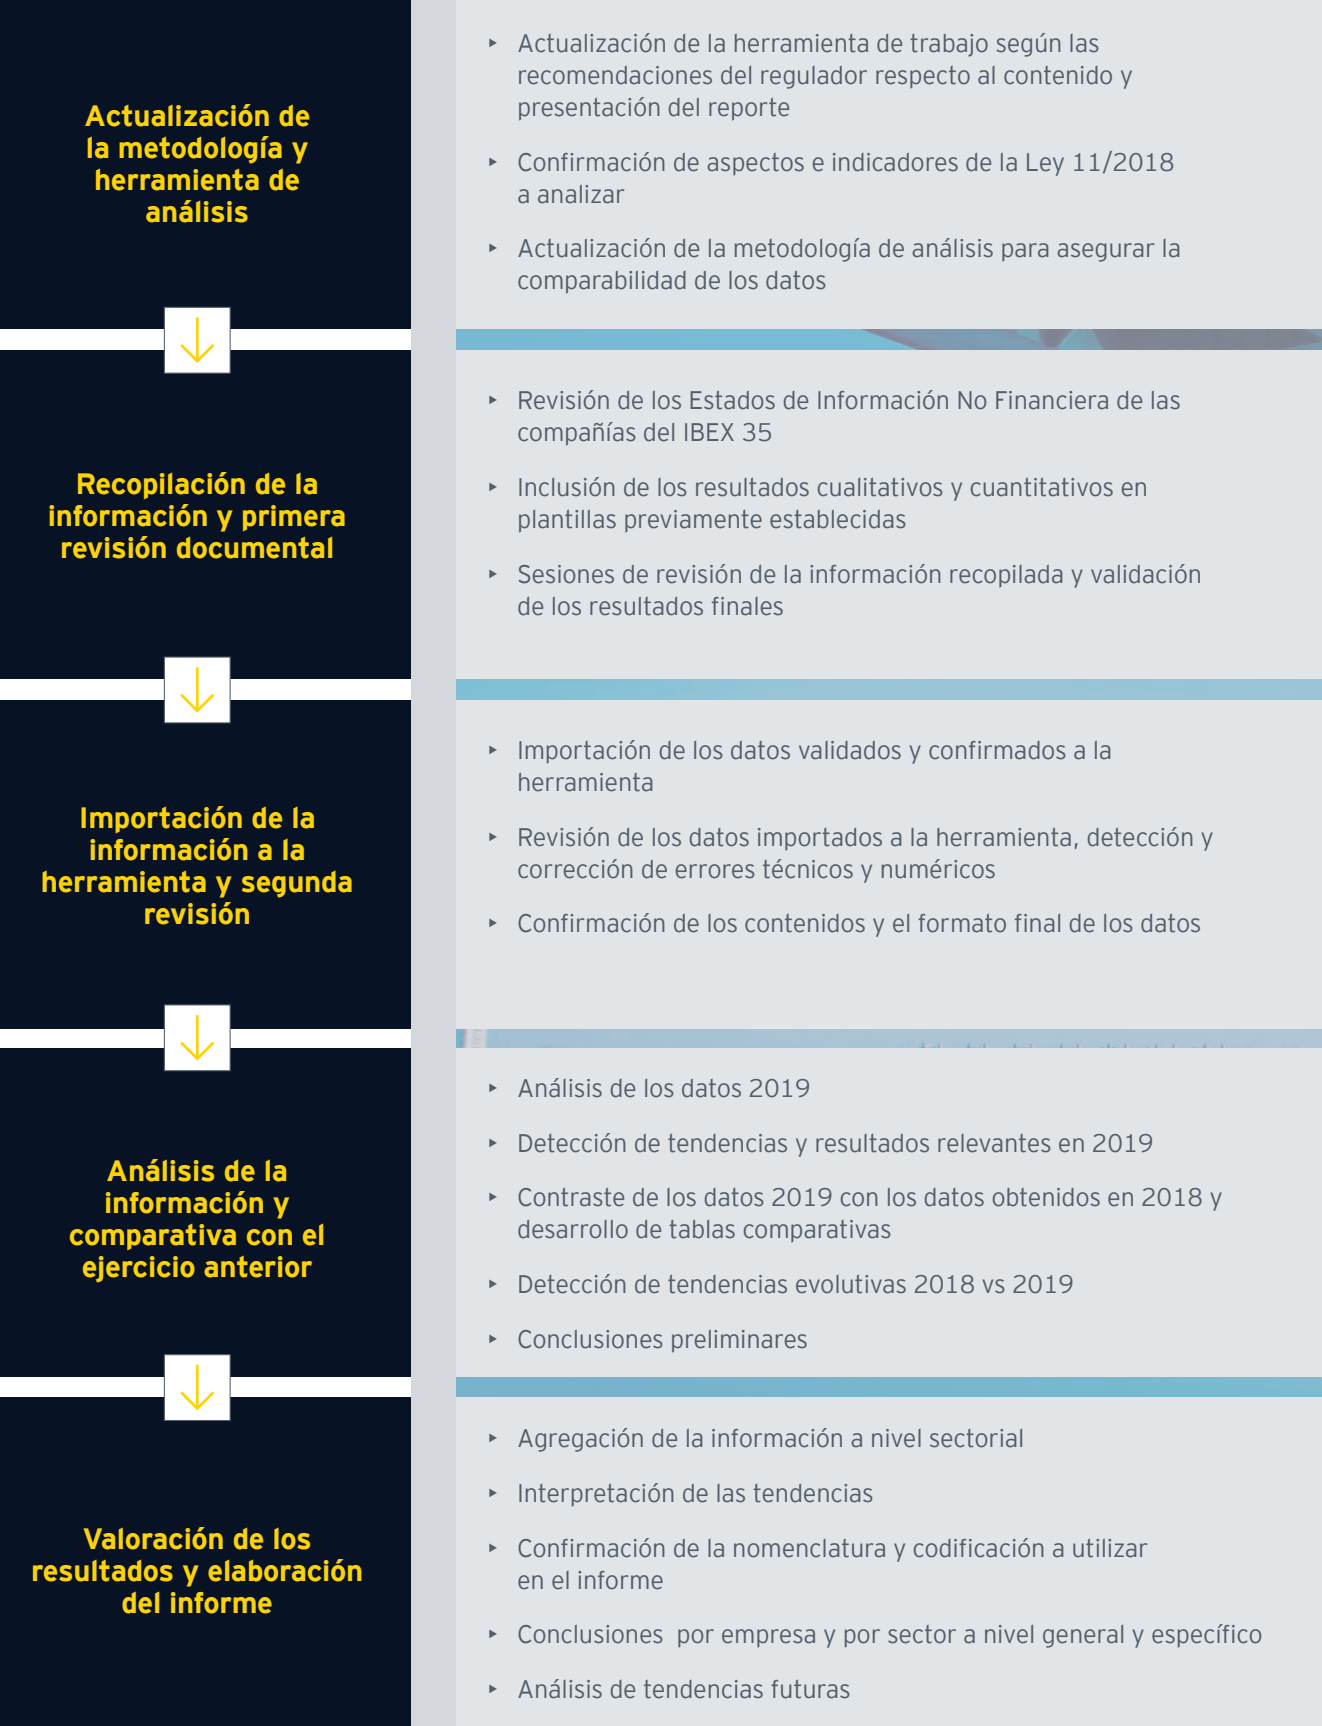 Actualización de
la metodología y
herramienta de
análisis
‣ Actualización de la herramienta de trabajo según las
recomendaciones del regulador respecto al contenido y
presentación del reporte
‣ Confirmación de aspectos e indicadores de la Ley 11/2018
a analizar
‣ Actualización de la metodología de análisis para asegurar la
comparabilidad de los datos
Recopilación de la
información y primera
revisión documental
‣ Revisión de los Estados de Información No Financiera de las
compañías del IBEX 35
‣ Inclusión de los resultados cualitativos y cuantitativos en
plantillas previamente establecidas
‣ Sesiones de revisión de la información recopilada y validación
de los resultados finales
Importación de la
información a la
herramienta y segunda
revisión
‣ Importación de los datos validados y confirmados a la
herramienta
‣ Revisión de los datos importados a la herramienta, detección y
corrección de errores técnicos y numéricos
‣ Confirmación de los contenidos y el formato final de los datos
Análisis de la
información y
comparativa con el
ejercicio anterior
‣ Análisis de los datos 2019
‣ Detección de tendencias y resultados relevantes en 2019
‣ Contraste de los datos 2019 con los datos obtenidos en 2018 y
desarrollo de tablas comparativas
‣ Detección de tendencias evolutivas 2018 vs 2019
‣ Conclusiones preliminares
Valoración de los
resultados y elaboración
del informe
‣ Agregación de la información a nivel sectorial
‣ Interpretación de las tendencias
‣ Confirmación de la nomenclatura y codificación a utilizar
en el informe
‣ Conclusiones por empresa y por sector a nivel general y específico
‣ Análisis de tendencias futuras